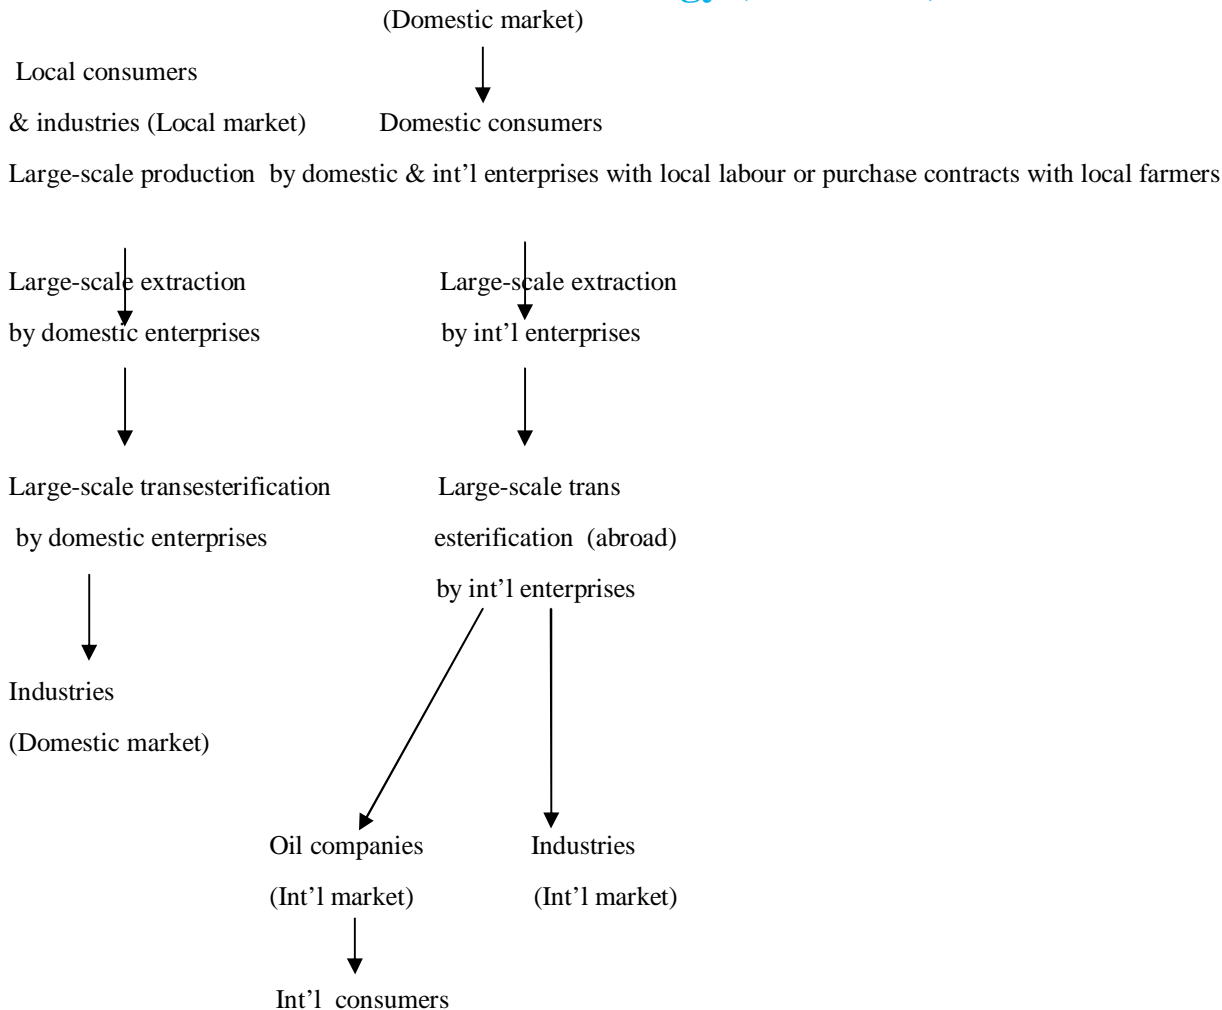 (Domestic market)
Local consumers
& industries (Local market) Domestic consumers
Large-scale production by domestic & int’l enterprises with local labour or purchase contracts with local farmers
Large-scale extraction Large-scale extraction
by domestic enterprises by int’l enterprises
Large-scale transesterification Large-scale trans
by domestic enterprises esterification (abroad)
by int’l enterprises
Industries
(Domestic market)
Oil companies Industries
(Int’l market) (Int’l market)
Int’l consumers